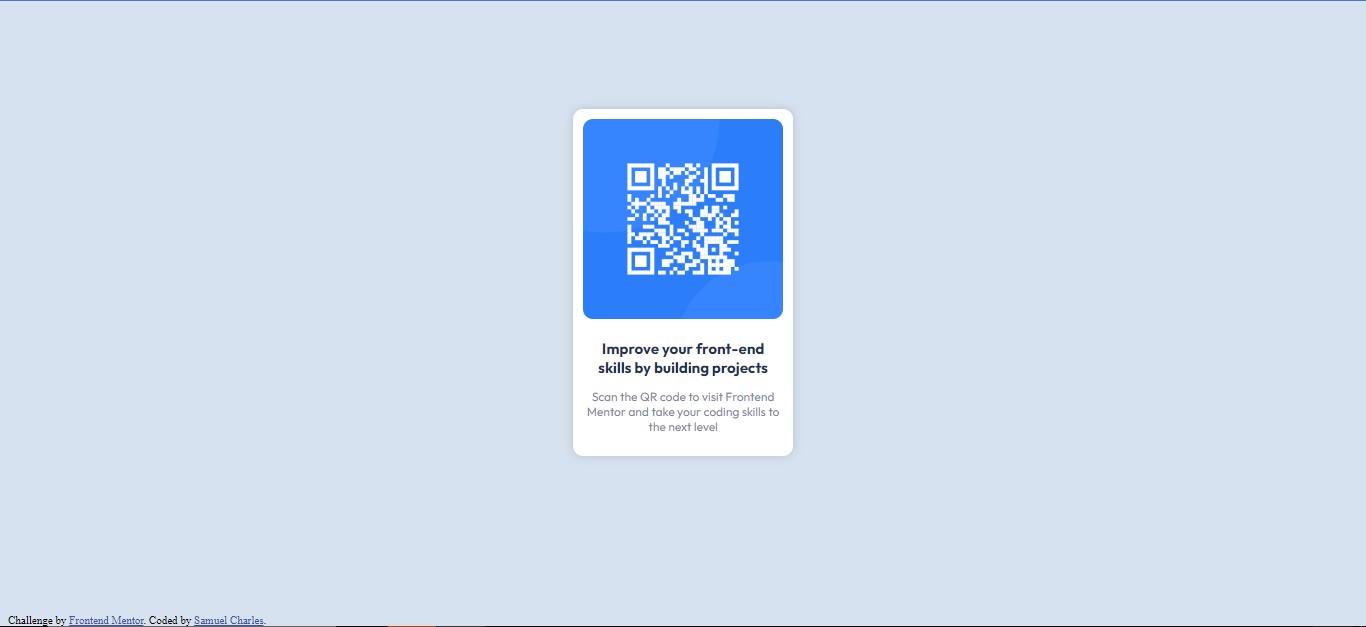 Improve your front-end
skills by building projects
Scan the QR code to visit Frontend
Mentor and take your coding skills to
the next level
Challenge by Frontend Mentor. Coded by Samuel Charles.